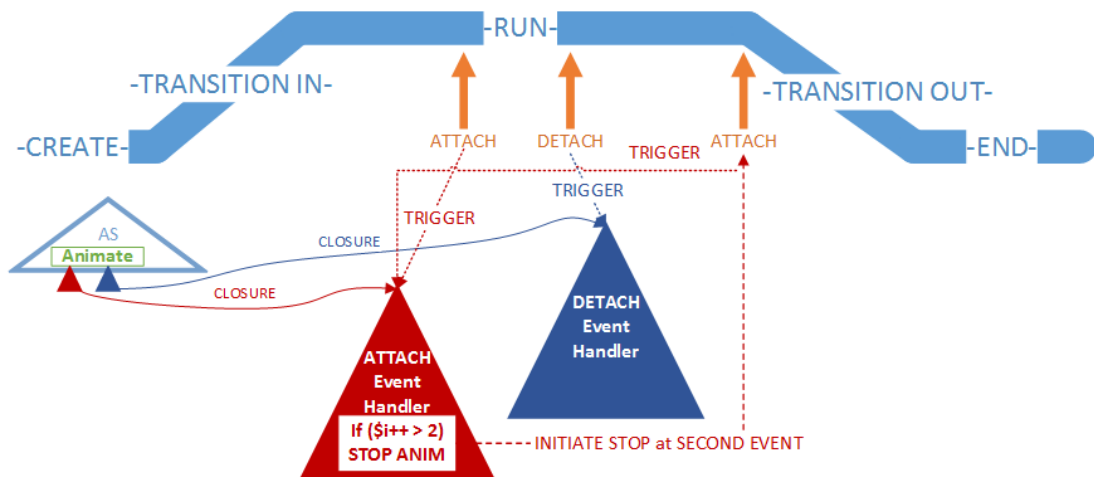 -RUN-
-TRANSITION IN-
-TRANSITION OUT-
-CREATE-
ATTACH
DETACH
ATTACH
-END-
TRIGGER
TRIGGER
TRIGGER
AS
Animate
CLOSURE
CLOSURE
DETACH
Event
Handler
ATTACH
Event
Handler
If ($i++ > 2)
STOP ANIM
INITIATE STOP at SECOND EVENT